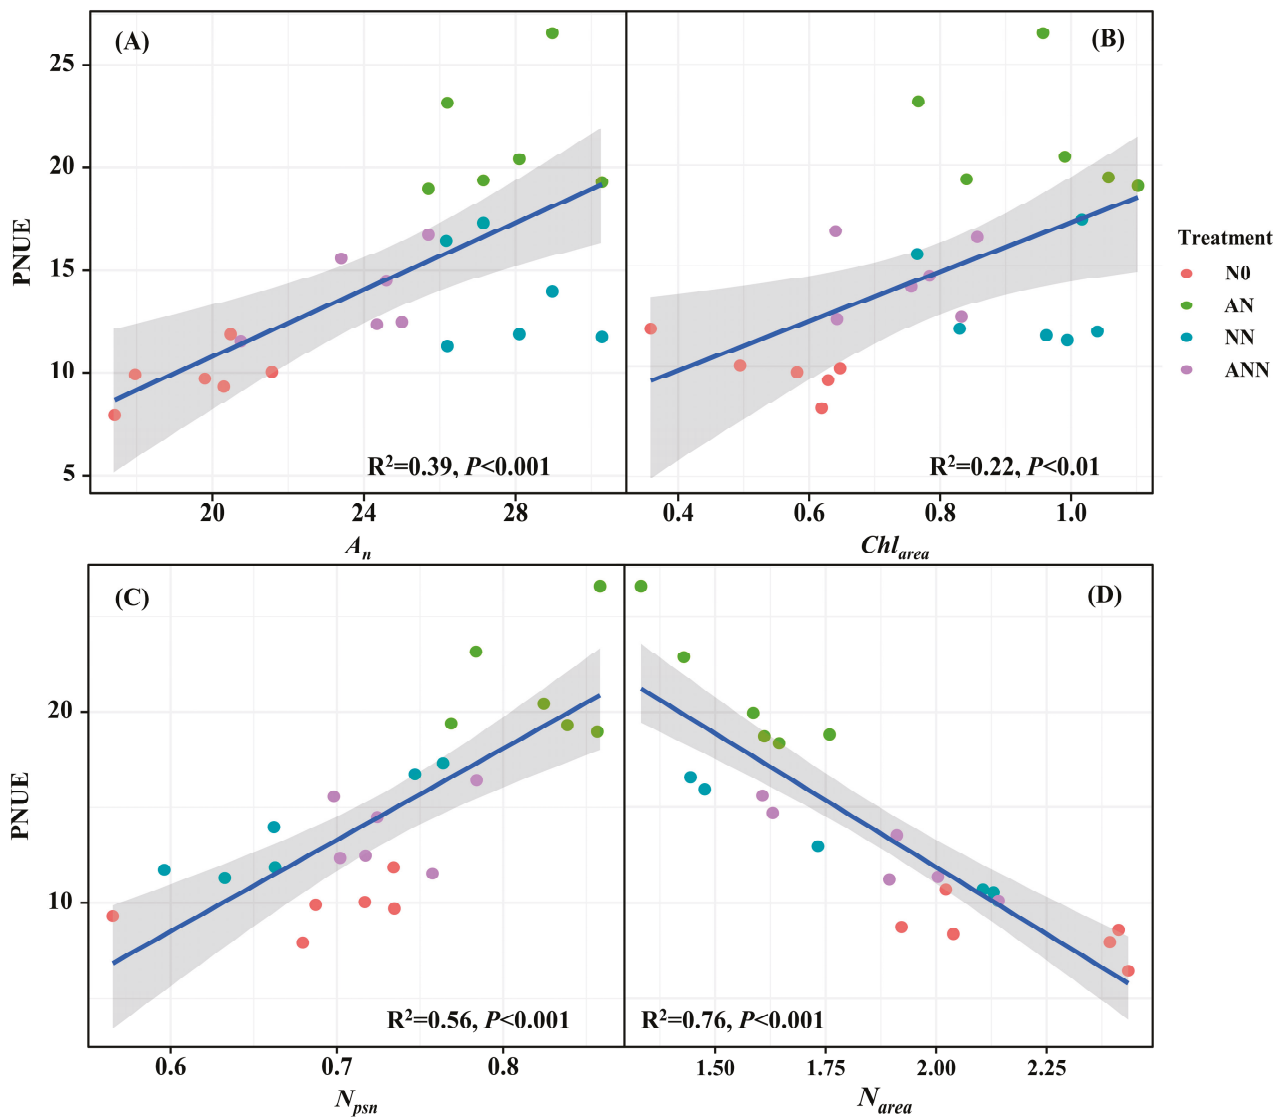 (A)
(B)
25
20
15
10
5
PNUE
R²=0.39, P<0.001
R²=0.22, P<0.01
20
24
28
0.4
0.6
0.8
1.0
Aₙ
Chl_area
Treatment
N0
AN
NN
ANN
(C)
(D)
20
10
PNUE
R²=0.56, P<0.001
R²=0.76, P<0.001
0.6
0.7
0.8
1.50
1.75
2.00
2.25
N_psn
N_area